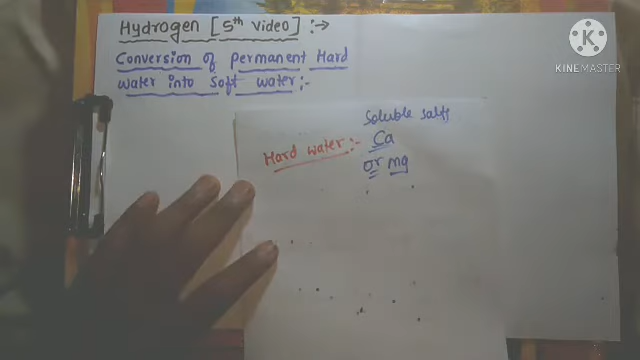 Hydrogen [5th video] :→
Conversion of permanent Hard
water into soft water:-
Soluble salts
Hard water:- Ca
or mg
KINEMASTER